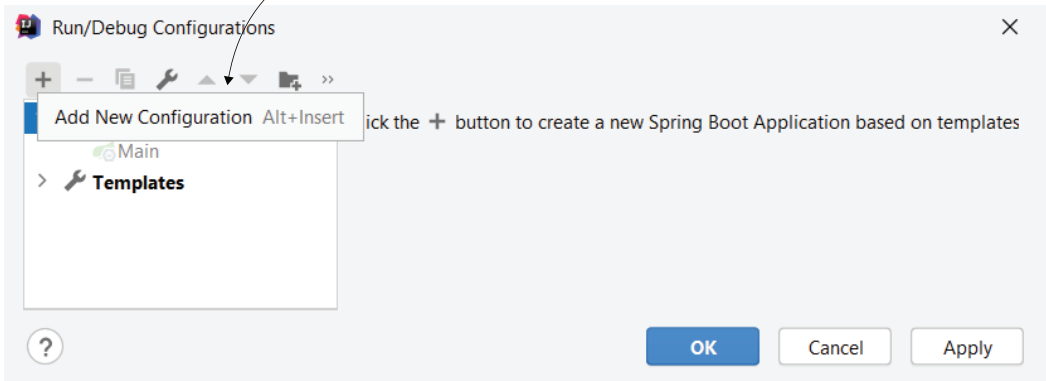 Run/Debug Configurations
Add New Configuration Alt+Insert
ick the + button to create a new Spring Boot Application based on templates
Main
Templates
?
OK
Cancel
Apply